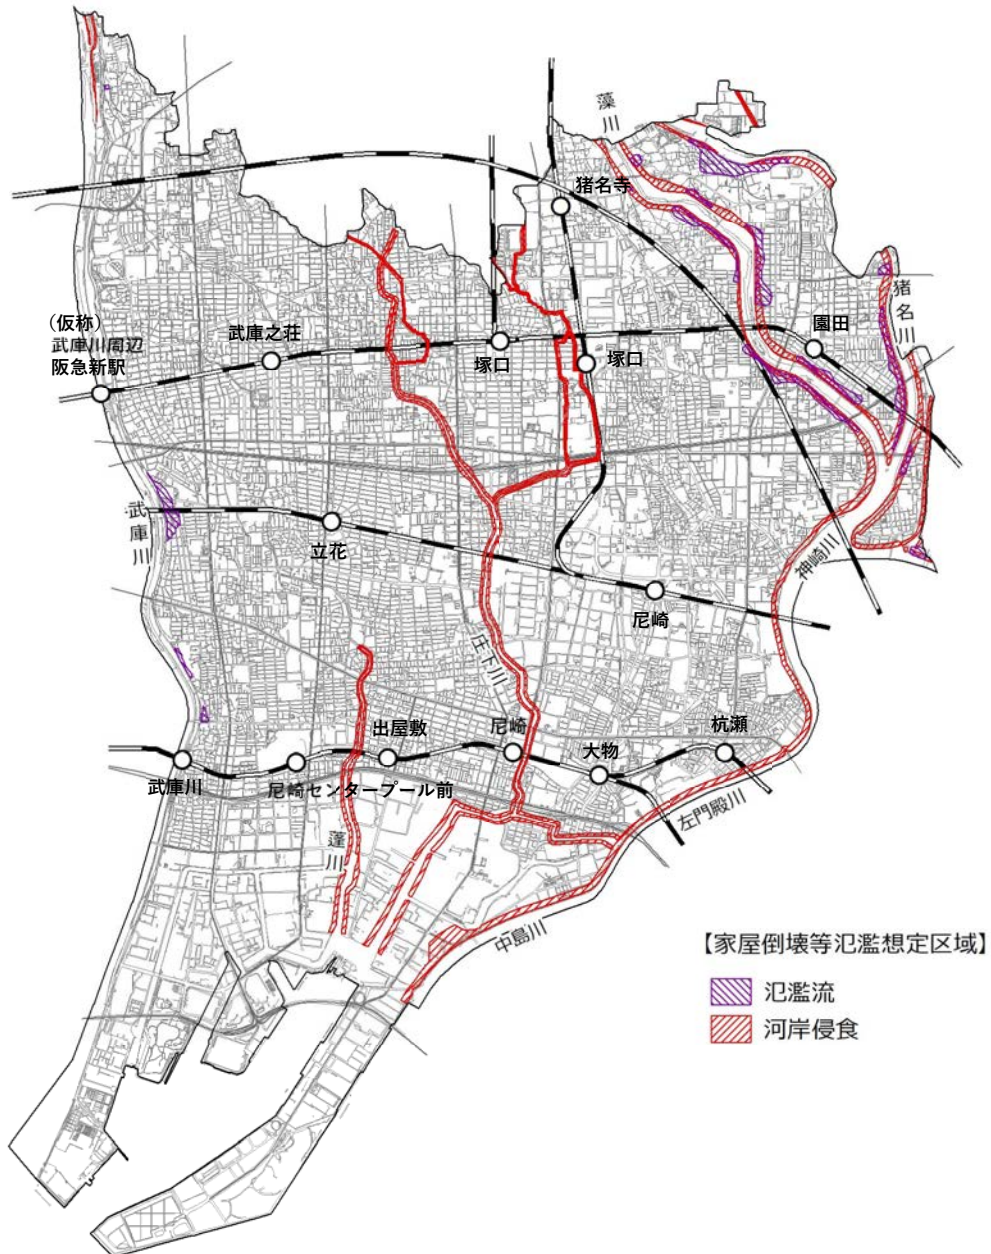 藻川
猪名寺
猪名川
(仮称)
武庫川周辺
阪急新駅
武庫之荘
塚口
塚口
園田
武庫川
立花
神崎川
尼崎
庄下川
出屋敷
尼崎
大物
杭瀬
武庫川
尼崎センタープール前
蓬川
左門殿川
中島川
【家屋倒壊等氾濫想定区域】
氾濫流
河岸侵食